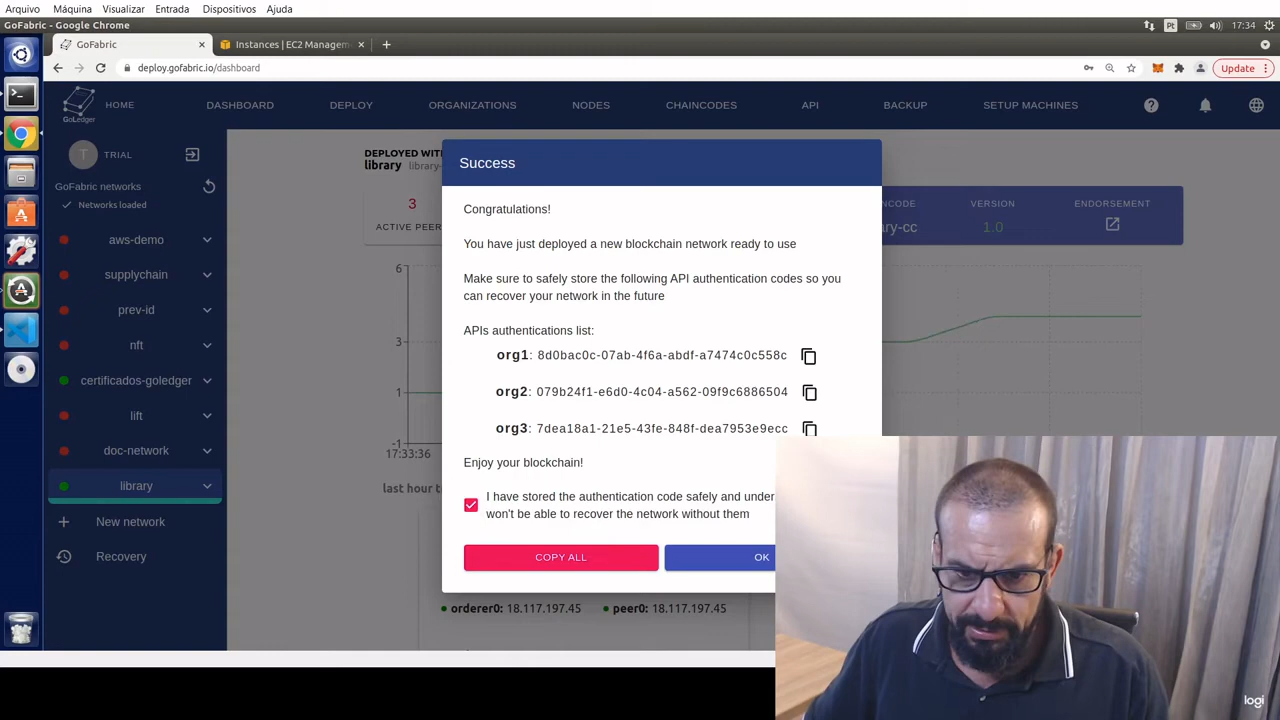 Arquivo Máquina Visualizar Entrada Dispositivos Ajuda
GoFabric - Google Chrome
Pt
17:34
GoFabric
Instances | EC2 Managem
deploy.gofabric.io/dashboard
Update
GoLedger
HOME
DASHBOARD
DEPLOY
ORGANIZATIONS
NODES
CHAINCODES
API
BACKUP
SETUP MACHINES
T
TRIAL
GoFabric networks
Networks loaded
aws-demo
supplychain
prev-id
nft
certificados-goledger
lift
doc-network
library
New network
Recovery
DEPLOYED WIT
library library-
3
ACTIVE PEER
NCODE
ary-cc
VERSION
1.0
ENDORSEMENT
6
3
1
-1
17:33:36
last hour t
Success
Congratulations!
You have just deployed a new blockchain network ready to use
Make sure to safely store the following API authentication codes so you
can recover your network in the future
APIs authentications list:
org1: 8d0bac0c-07ab-4f6a-abdf-a7474c0c558c
org2: 079b24f1-e6d0-4c04-a562-09f9c6886504
org3: 7dea18a1-21e5-43fe-848f-dea7953e9ecc
Enjoy your blockchain!
I have stored the authentication code safely and under
won't be able to recover the network without them
COPY ALL
OK
orderer0: 18.117.197.45
peer0: 18.117.197.45
logi